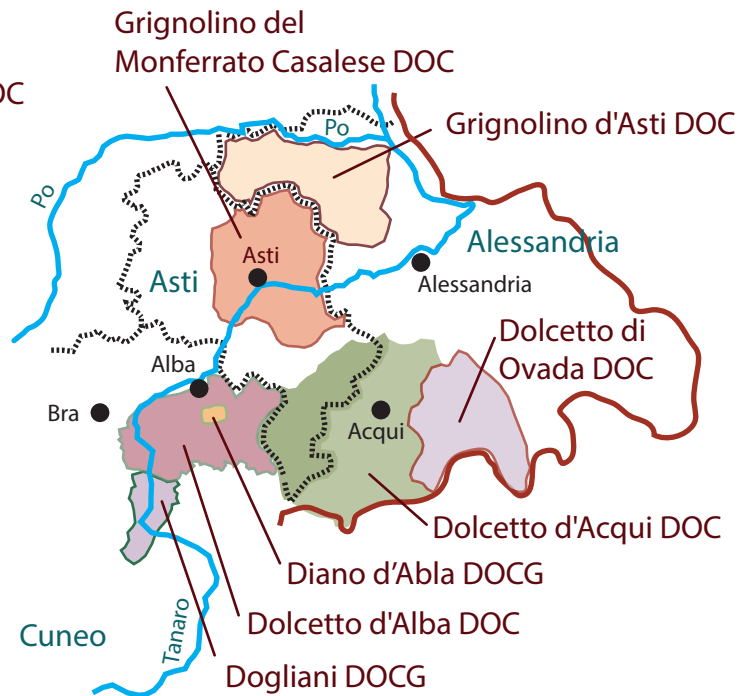 Grignolino del
Monferrato Casalese DOC
OC
Po
Grignolino d'Asti DOC
Po
Alessandria
Asti
Asti
Alessandria
Dolcetto di
Ovada DOC
Alba
Bra
Acqui
Dolcetto d'Acqui DOC
Diano d’Abla DOCG
Dolcetto d'Alba DOC
Cuneo
Tanaro
Dogliani DOCG